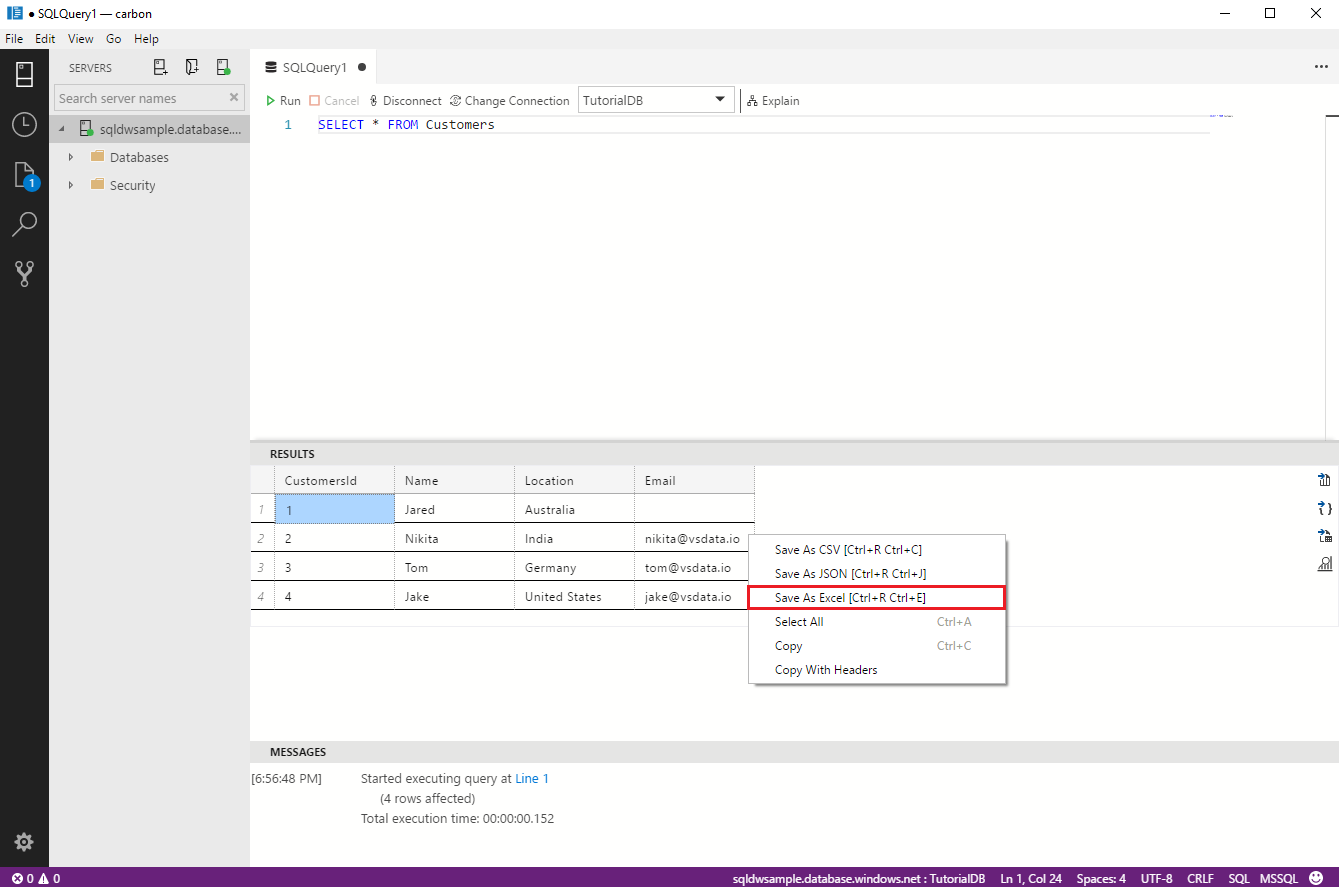 ● SQLQuery1 — carbon
File Edit View Go Help
SERVERS
Search server names
sqldwsample.database....
Databases
Security
1
SQLQuery1 ●
Run Cancel Disconnect Change Connection TutorialDB Explain
1 SELECT * FROM Customers
RESULTS
CustomersId Name Location Email
1 1 Jared Australia
2 2 Nikita India nikita@vsdata.io
3 3 Tom Germany tom@vsdata.io
4 4 Jake United States jake@vsdata.io
Save As CSV [Ctrl+R Ctrl+C]
Save As JSON [Ctrl+R Ctrl+J]
Save As Excel [Ctrl+R Ctrl+E]
Select All Ctrl+A
Copy Ctrl+C
Copy With Headers
MESSAGES
[6:56:48 PM] Started executing query at Line 1
(4 rows affected)
Total execution time: 00:00:00.152
0 0 sqldwsample.database.windows.net : TutorialDB Ln 1, Col 24 Spaces: 4 UTF-8 CRLF SQL MSSQL